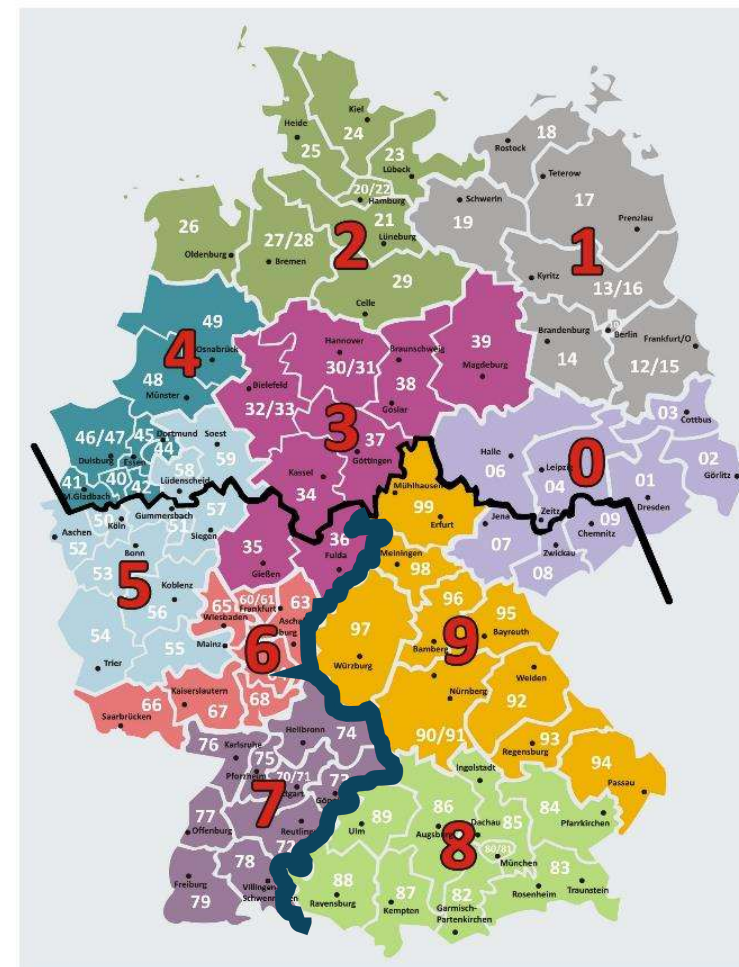 Kiel
Heide
24
25
23
Lübeck
20/22
Hamburg
18
Rostock
Teterow
17
Schwerin
19
Prenzlau
1
Kyritz
13/16
26
Oldenburg
27/28
Bremen
2
21
Lüneburg
29
Celle
Brandenburg
14
Berlin
Frankfurt/O
12/15
49
Osnabrück
4
48
Münster
Hannover
30/31
Braunschweig
38
Goslar
39
Magdeburg
Bielefeld
32/33
3
37
Göttingen
Kassel
34
03
Cottbus
46/47
Duisburg
45
Essen
Dortmund
44
Soest
59
58
Lüdenscheid
41
M.Gladbach
40
42
Halle
06
Leipzig
04
0
02
Görlitz
01
Dresden
Mühlhausen
99
Erfurt
Jena
07
Zeitz
09
Chemnitz
Zwickau
08
Gummersbach
57
Siegen
50
Köln
51
Aachen
52
Bonn
53
5
Koblenz
56
54
Trier
55
35
Gießen
36
Fulda
Meiningen
98
65
Wiesbaden
60/61
Frankfurt
63
Mainz
6
96
95
Bayreuth
Bamberg
9
97
Würzburg
Weiden
Nürnberg
92
90/91
93
Regensburg
94
Passau
66
Saarbrücken
Kaiserslautern
67
68
Heilbronn
74
76
Karlsruhe
75
Pforzheim
70/71
73
7
77
Offenburg
72
78
Villingen
Freiburg
79
Ingolstadt
89
Ulm
86
Augsburg
Dachau
85
8
80/81
München
84
Pfarrkirchen
88
Ravensburg
87
Kempton
82
Garmisch-
Partenkirchen
83
Rosenheim
Traunstein